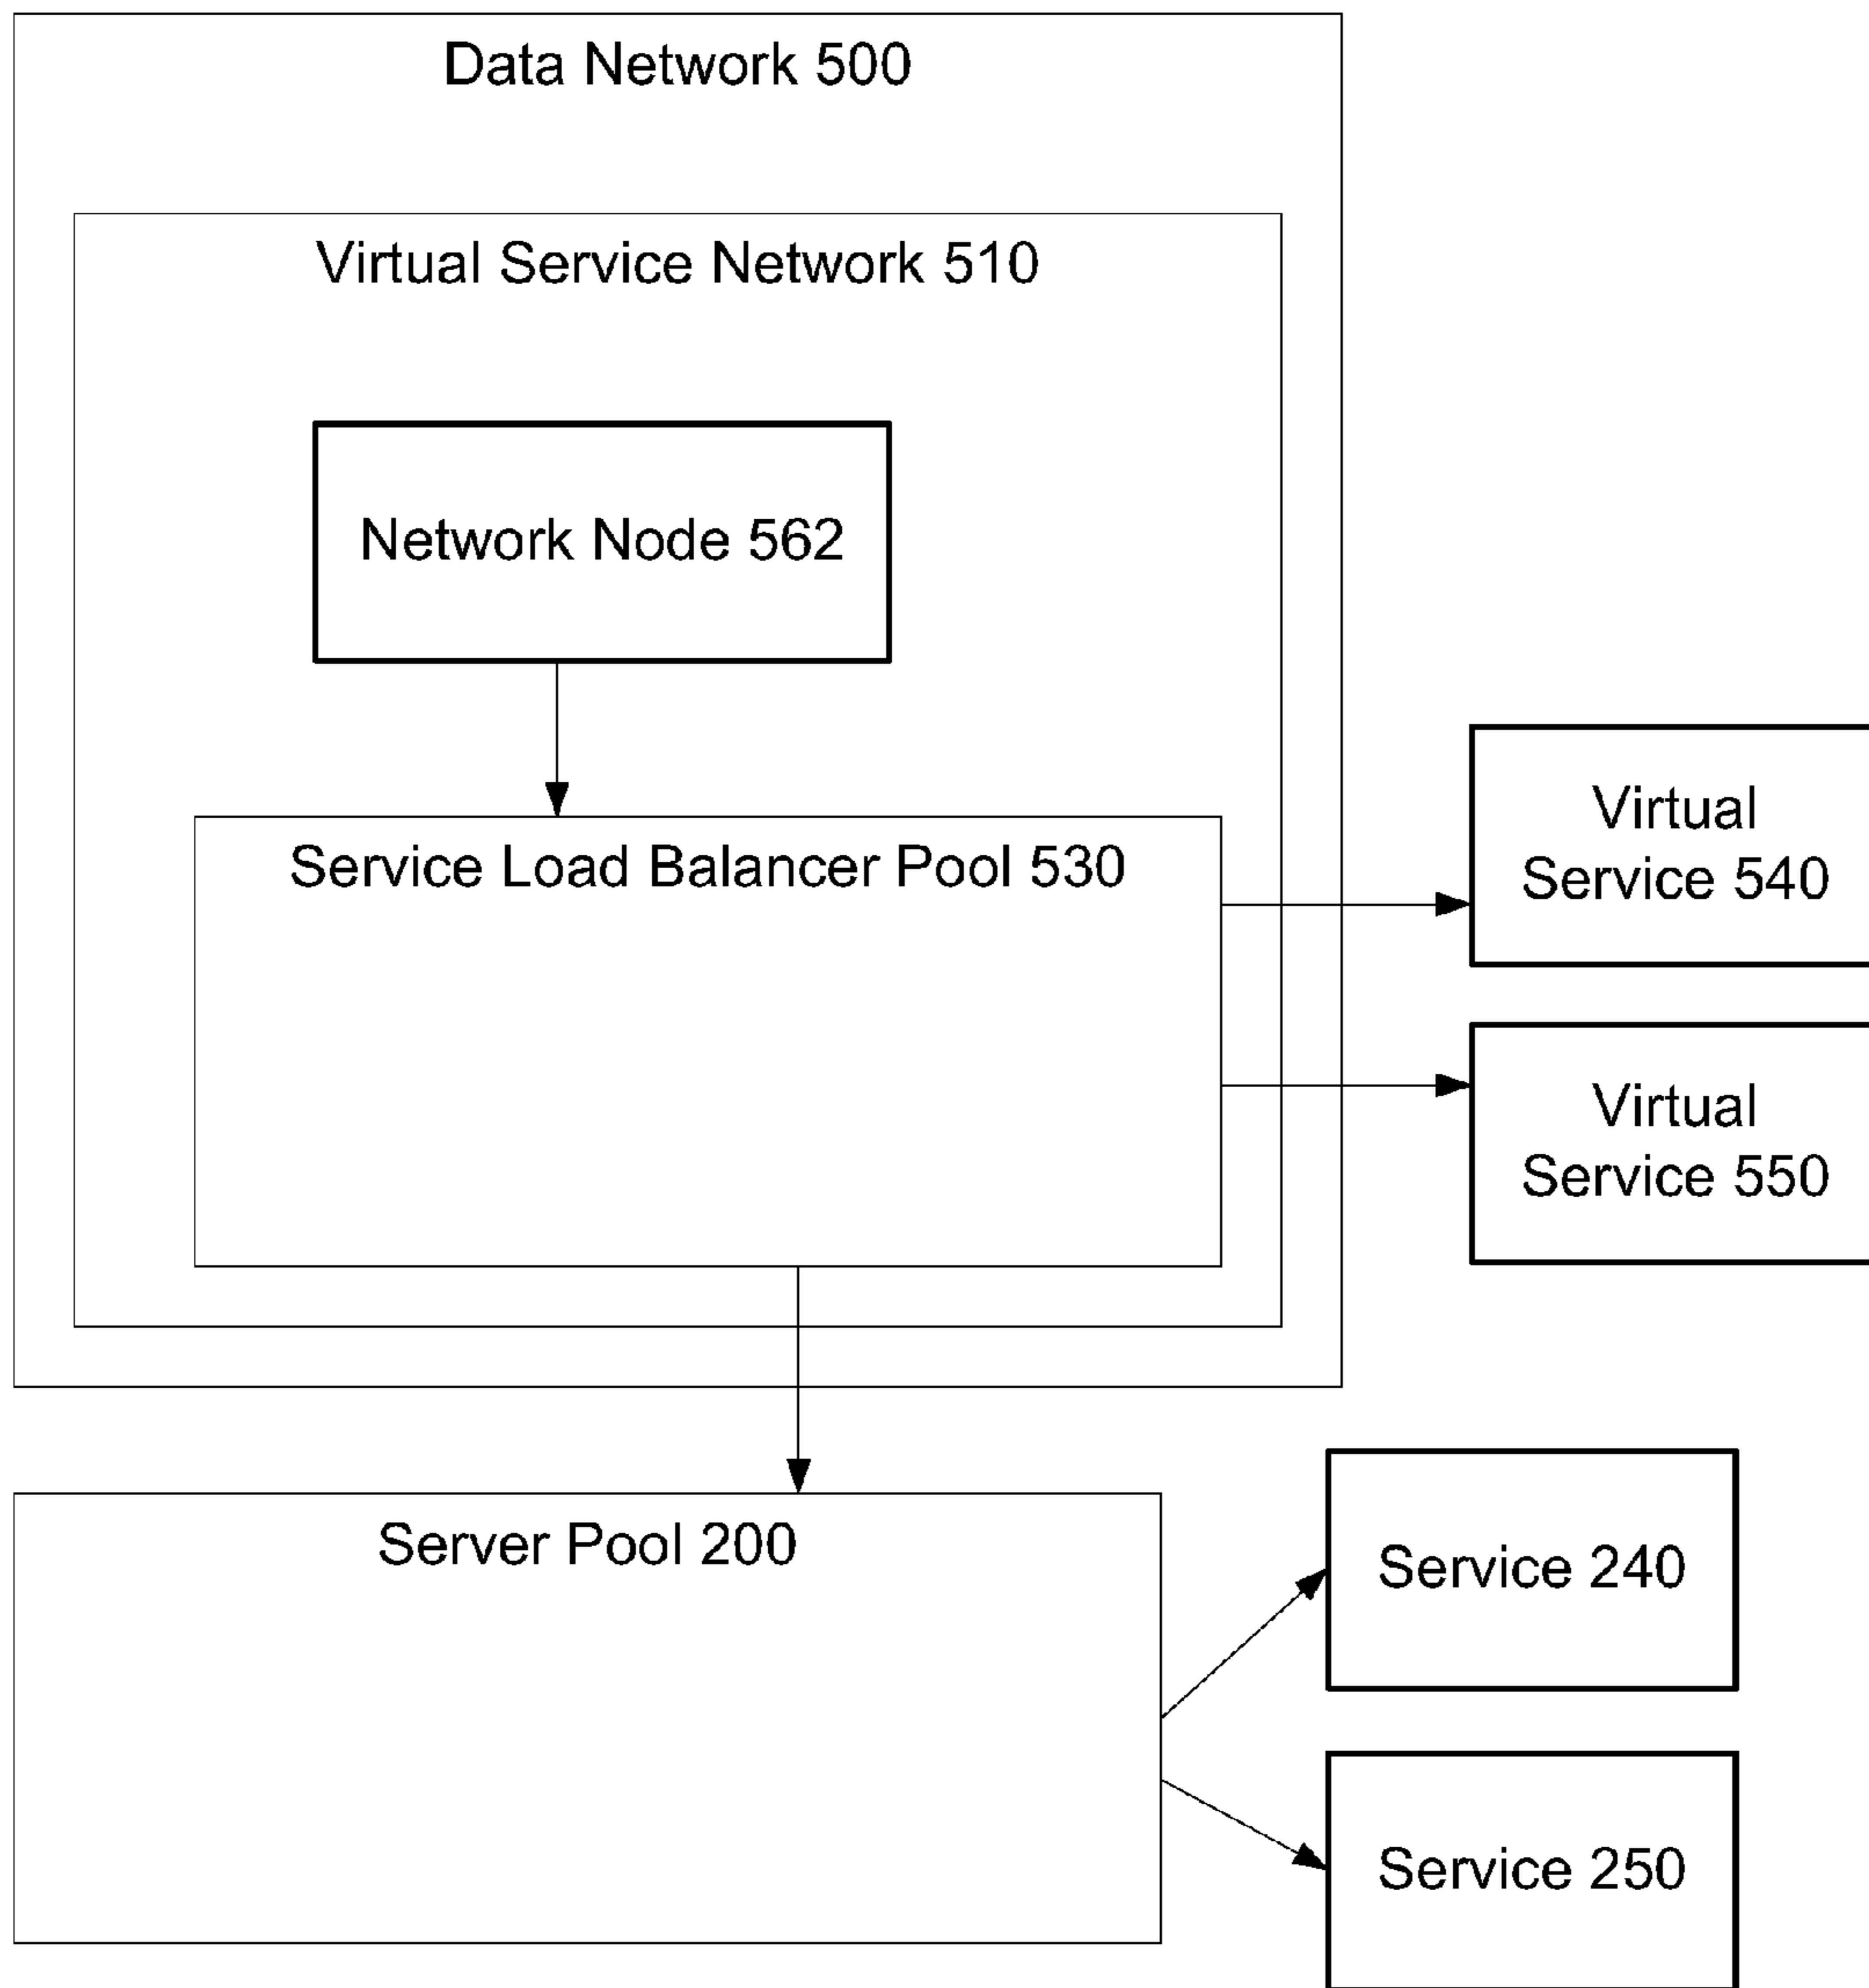 Data Network 500
Virtual Service Network 510
Network Node 562
Service Load Balancer Pool 530
Virtual
Service 540
Virtual
Service 550
Server Pool 200
Service 240
Service 250